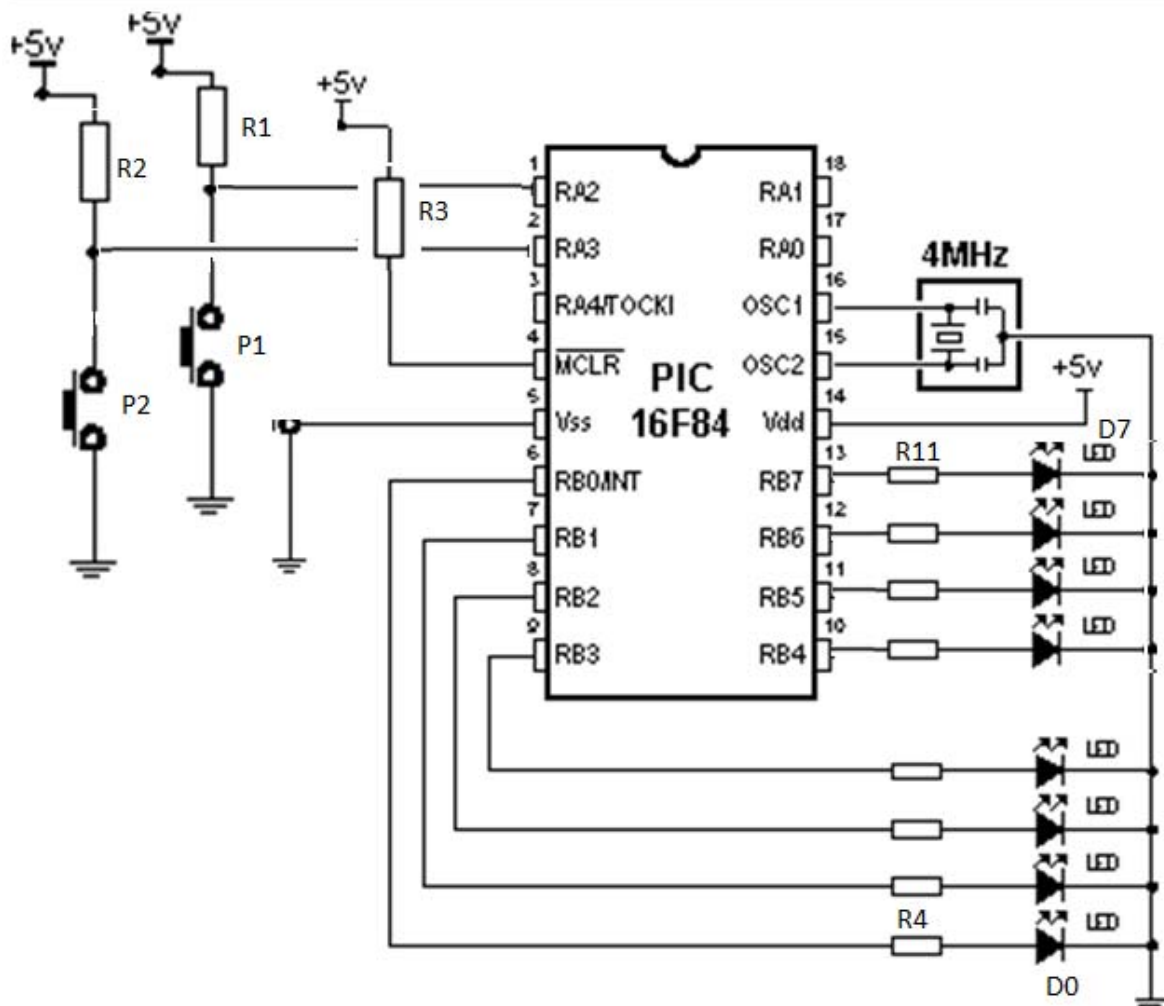 +5v
+5v
+5v
R1
R2
R3
P1
P2
1
RA2
2
RA3
3
RA4/TOCKI
4
MCLR
5
Vss
6
RB0/INT
7
RB1
8
RB2
9
RB3
PIC
16F84
18
RA1
17
RA0
16
OSC1
15
OSC2
14
Vdd
13
RB7
12
RB6
11
RB5
10
RB4
4MHz
+5v
D7
R11
LED
LED
LED
LED
LED
LED
LED
R4
LED
D0